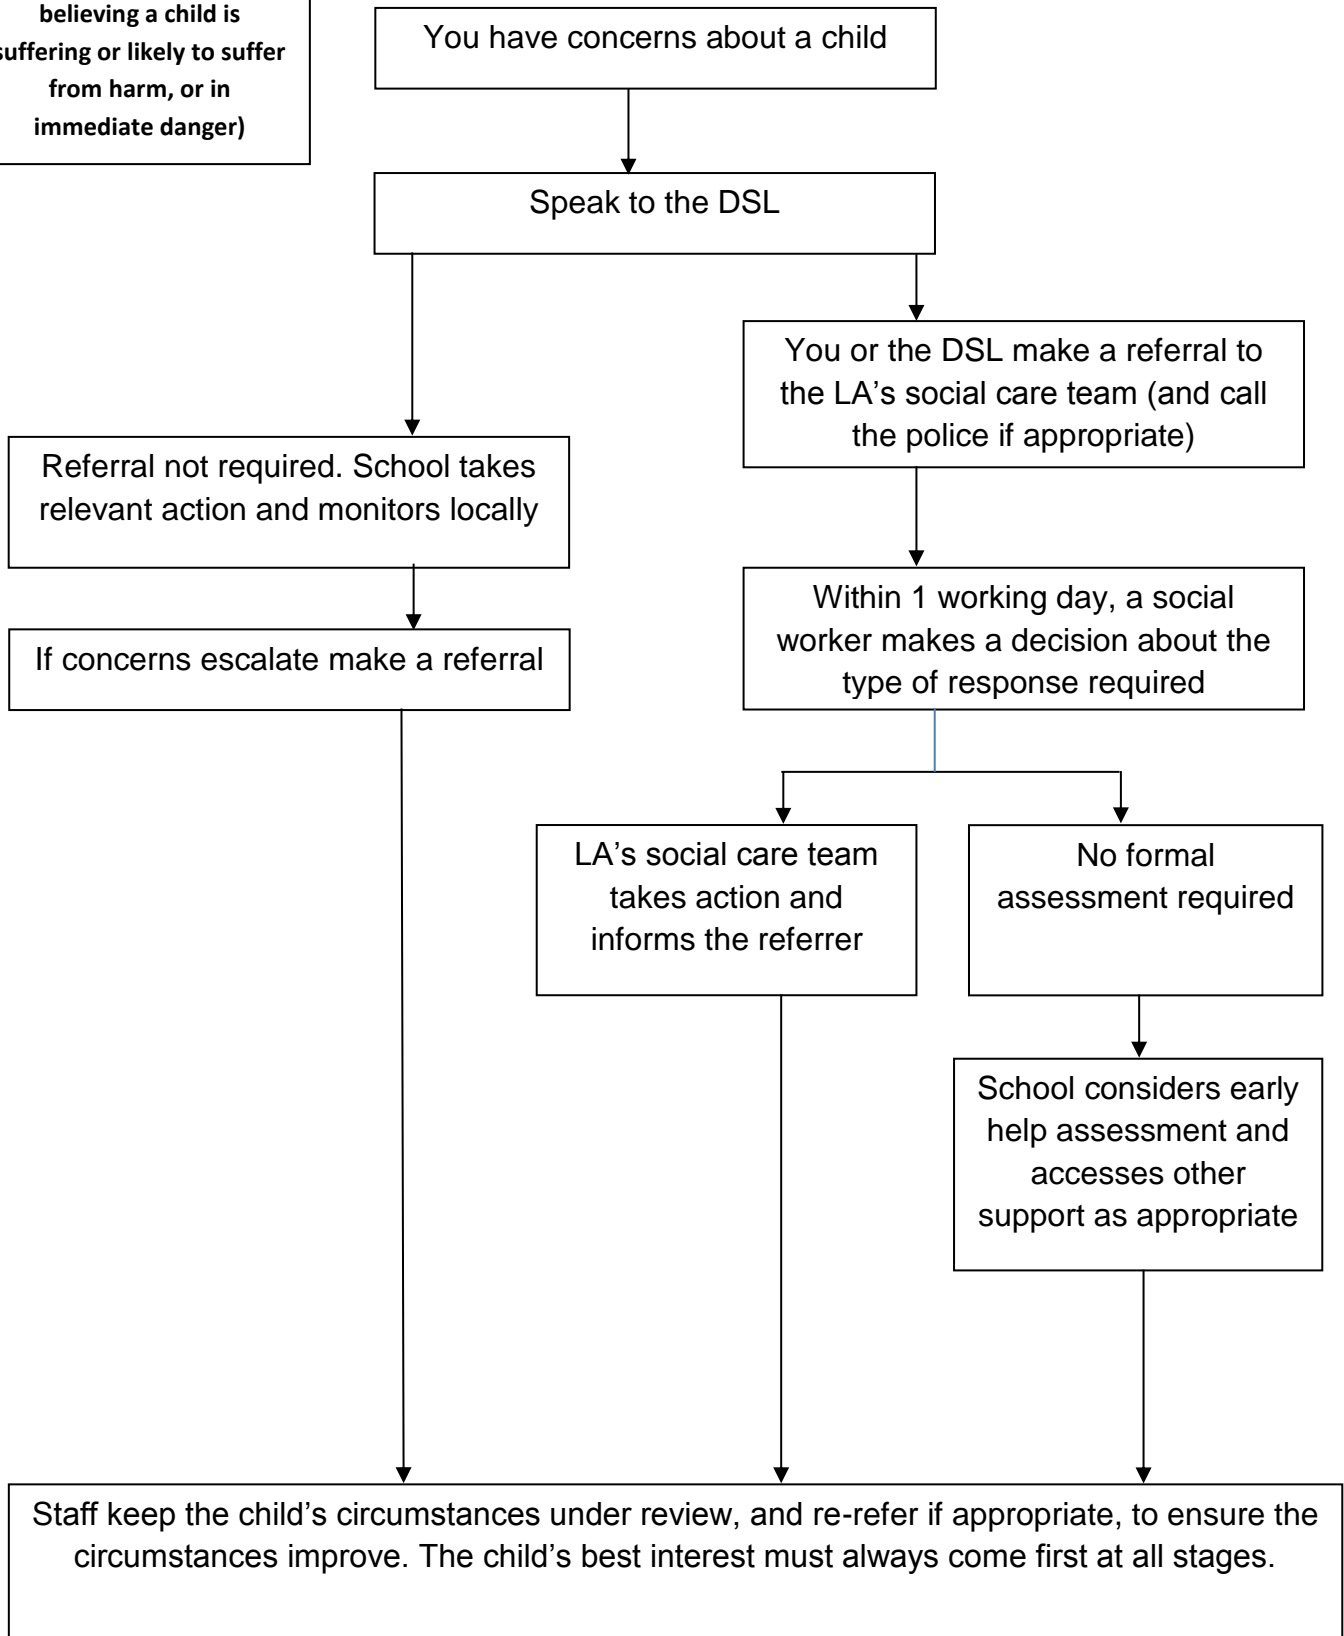 believing a child is
suffering or likely to suffer
from harm, or in
immediate danger)
You have concerns about a child
Speak to the DSL
You or the DSL make a referral to
the LA’s social care team (and call
the police if appropriate)
Referral not required. School takes
relevant action and monitors locally
Within 1 working day, a social
worker makes a decision about the
type of response required
If concerns escalate make a referral
LA’s social care team
takes action and
informs the referrer
No formal
assessment required
School considers early
help assessment and
accesses other
support as appropriate
Staff keep the child’s circumstances under review, and re-refer if appropriate, to ensure the
circumstances improve. The child’s best interest must always come first at all stages.